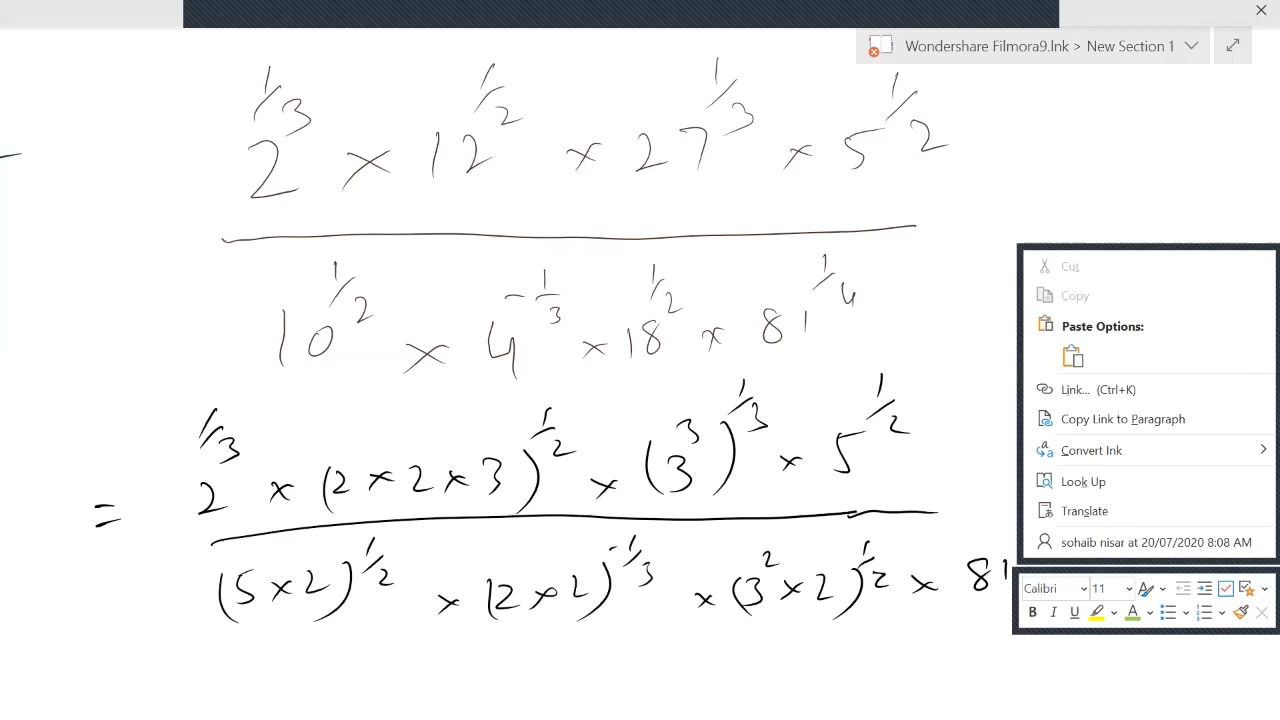 Wondershare Filmora9.lnk > New Section 1
2^(1/3) × 12^(1/2) × 27^(1/3) × 5^(1/2)
10^(1/2) × 4^(-1/3) × 18^(1/2) × 81^(1/4)
= 2^(1/3) × (2 × 2 × 3)^(1/2) × (3^3)^(1/3) × 5^(1/2)
(5 × 2)^(1/2) × (2 × 2)^(-1/3) × (3^2 × 2)^(1/2) × 81
Cut
Copy
Paste Options:
Link... (Ctrl+K)
Copy Link to Paragraph
Convert Ink
Look Up
Translate
sohaib nisar at 20/07/2020 8:08 AM
Calibri 11
B I U A